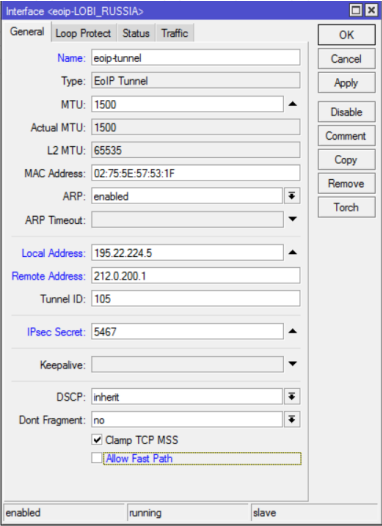 Interface <eoip-LOBI_RUSSIA>
General Loop Protect Status Traffic
OK
Name: eoip-tunnel
Cancel
Type: EoIP Tunnel
Apply
MTU: 1500
Disable
Actual MTU: 1500
Comment
L2 MTU: 65535
Copy
MAC Address: 02:75:5E:57:53:1F
Remove
ARP: enabled
Torch
ARP Timeout:
Local Address: 195.22.224.5
Remote Address: 212.0.200.1
Tunnel ID: 105
IPsec Secret: 5467
Keepalive:
DSCP: inherit
Dont Fragment: no
Clamp TCP MSS
Allow Fast Path
enabled running slave